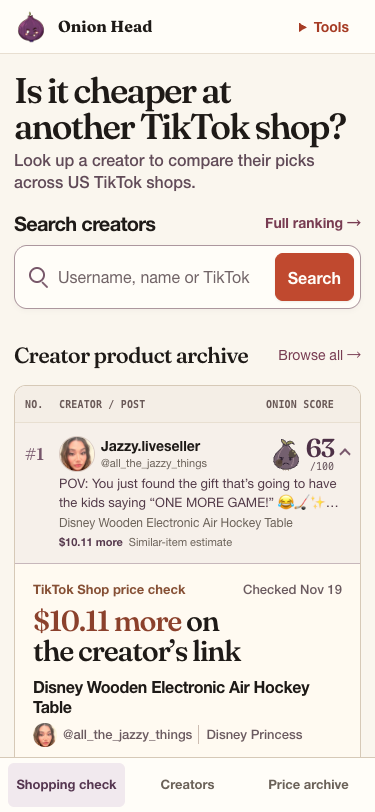 Onion Head
▶ Tools
Is it cheaper at
another TikTok shop?
Look up a creator to compare their picks
across US TikTok shops.
Search creators
Full ranking →
Username, name or TikTok
Search
Creator product archive
Browse all →
NO. CREATOR / POST ONION SCORE
#1
Jazzy.liveseller
@all_the_jazzy_things
63
/100
POV: You just found the gift that's going to have
the kids saying “ONE MORE GAME!” 😂🏒✨...
Disney Wooden Electronic Air Hockey Table
$10.11 more Similar-item estimate
TikTok Shop price check
Checked Nov 19
$10.11 more on
the creator’s link
Disney Wooden Electronic Air Hockey
Table
@all_the_jazzy_things | Disney Princess
Shopping check
Creators
Price archive